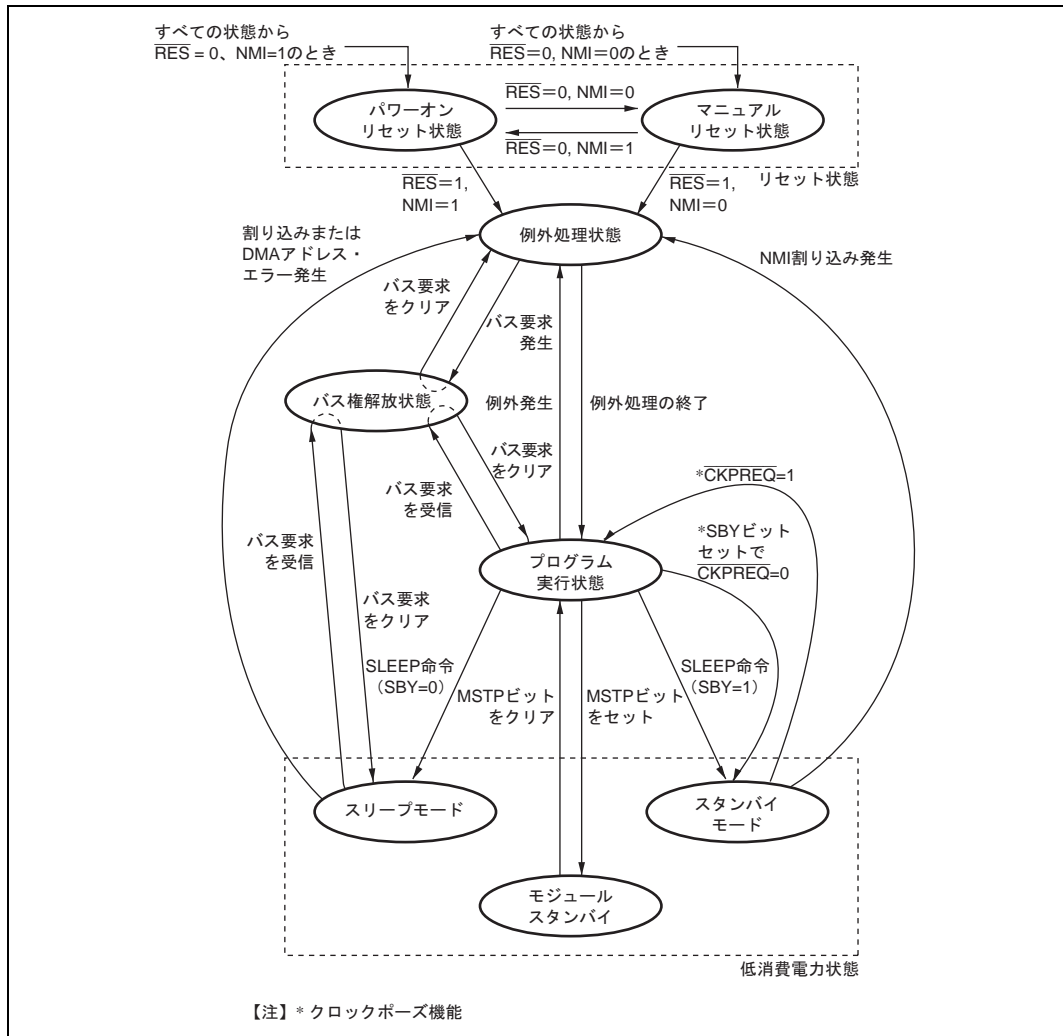 すべての状態から
RES = 0、NMI=1のとき
すべての状態から
RES＝0, NMI＝0のとき
パワーオン
リセット状態
RES＝0, NMI＝0
RES＝0, NMI＝1
マニュアル
リセット状態
リセット状態
RES＝1,
NMI＝1
RES＝1,
NMI＝0
例外処理状態
割り込みまたは
DMAアドレス・
エラー発生
NMI割り込み発生
バス要求
をクリア
バス要求
発生
バス権解放状態
例外発生
例外処理の終了
バス要求
をクリア
バス要求
を受信
*CKPREQ=1
*SBYビット
セットで
CKPREQ=0
バス要求
を受信
プログラム
実行状態
バス要求
をクリア
SLEEP命令
（SBY=0）
MSTPビット
をクリア
MSTPビット
をセット
SLEEP命令
（SBY=1）
スリープモード
スタンバイ
モード
モジュール
スタンバイ
低消費電力状態
【注】* クロックポーズ機能